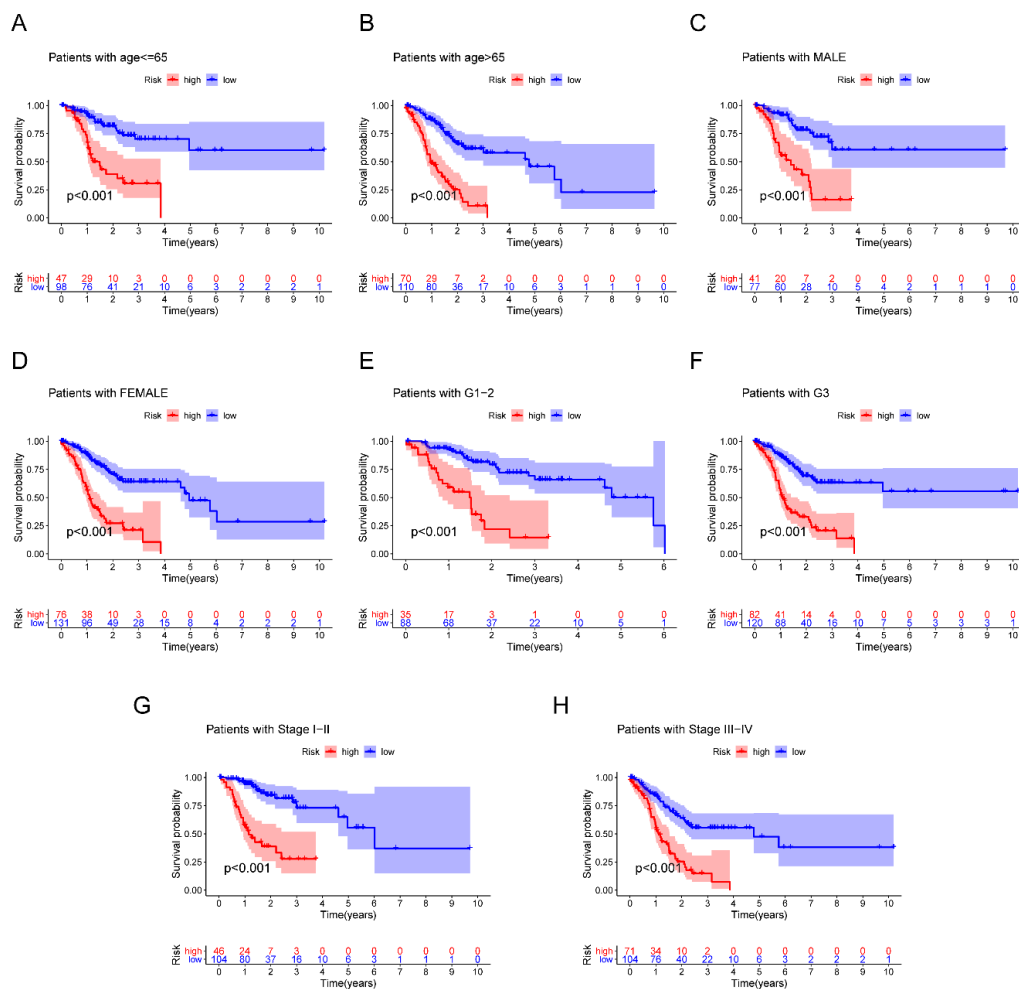 A
Patients with age<=65
Risk high low
Survival probability
1.00
0.75
0.50
0.25
0.00
p<0.001
0 1 2 3 4 5 6 7 8 9 10
Time(years)
Risk
high 47 29 10 3 0 0 0 0 0 0 0
low 98 76 41 21 10 6 3 2 2 2 1
0 1 2 3 4 5 6 7 8 9 10
Time(years)
B
Patients with age>65
Risk high low
Survival probability
1.00
0.75
0.50
0.25
0.00
p<0.001
0 1 2 3 4 5 6 7 8 9 10
Time(years)
Risk
high 70 29 7 2 0 0 0 0 0 0 0
low 110 80 36 17 10 6 3 1 1 1 0
0 1 2 3 4 5 6 7 8 9 10
Time(years)
C
Patients with MALE
Risk high low
Survival probability
1.00
0.75
0.50
0.25
0.00
p<0.001
0 1 2 3 4 5 6 7 8 9 10
Time(years)
Risk
high 41 20 7 2 0 0 0 0 0 0 0
low 77 60 28 10 5 4 2 1 1 1 0
0 1 2 3 4 5 6 7 8 9 10
Time(years)
D
Patients with FEMALE
Risk high low
Survival probability
1.00
0.75
0.50
0.25
0.00
p<0.001
0 1 2 3 4 5 6 7 8 9 10
Time(years)
Risk
high 76 38 10 3 0 0 0 0 0 0 0
low 131 96 49 28 15 8 4 2 2 2 1
0 1 2 3 4 5 6 7 8 9 10
Time(years)
E
Patients with G1-2
Risk high low
Survival probability
1.00
0.75
0.50
0.25
0.00
p<0.001
0 1 2 3 4 5 6
Time(years)
Risk
high 35 17 3 1 0 0 0
low 88 68 37 22 10 5 1
0 1 2 3 4 5 6
Time(years)
F
Patients with G3
Risk high low
Survival probability
1.00
0.75
0.50
0.25
0.00
p<0.001
0 1 2 3 4 5 6 7 8 9 10
Time(years)
Risk
high 82 41 14 4 0 0 0 0 0 0 0
low 120 88 40 16 10 7 5 3 3 3 1
0 1 2 3 4 5 6 7 8 9 10
Time(years)
G
Patients with Stage I-II
Risk high low
Survival probability
1.00
0.75
0.50
0.25
0.00
p<0.001
0 1 2 3 4 5 6 7 8 9 10
Time(years)
Risk
high 46 24 7 3 0 0 0 0 0 0 0
low 104 80 37 16 10 6 3 1 1 1 0
0 1 2 3 4 5 6 7 8 9 10
Time(years)
H
Patients with Stage III-IV
Risk high low
Survival probability
1.00
0.75
0.50
0.25
0.00
p<0.001
0 1 2 3 4 5 6 7 8 9 10
Time(years)
Risk
high 71 34 10 2 0 0 0 0 0 0 0
low 104 76 40 22 10 6 3 2 2 2 1
0 1 2 3 4 5 6 7 8 9 10
Time(years)